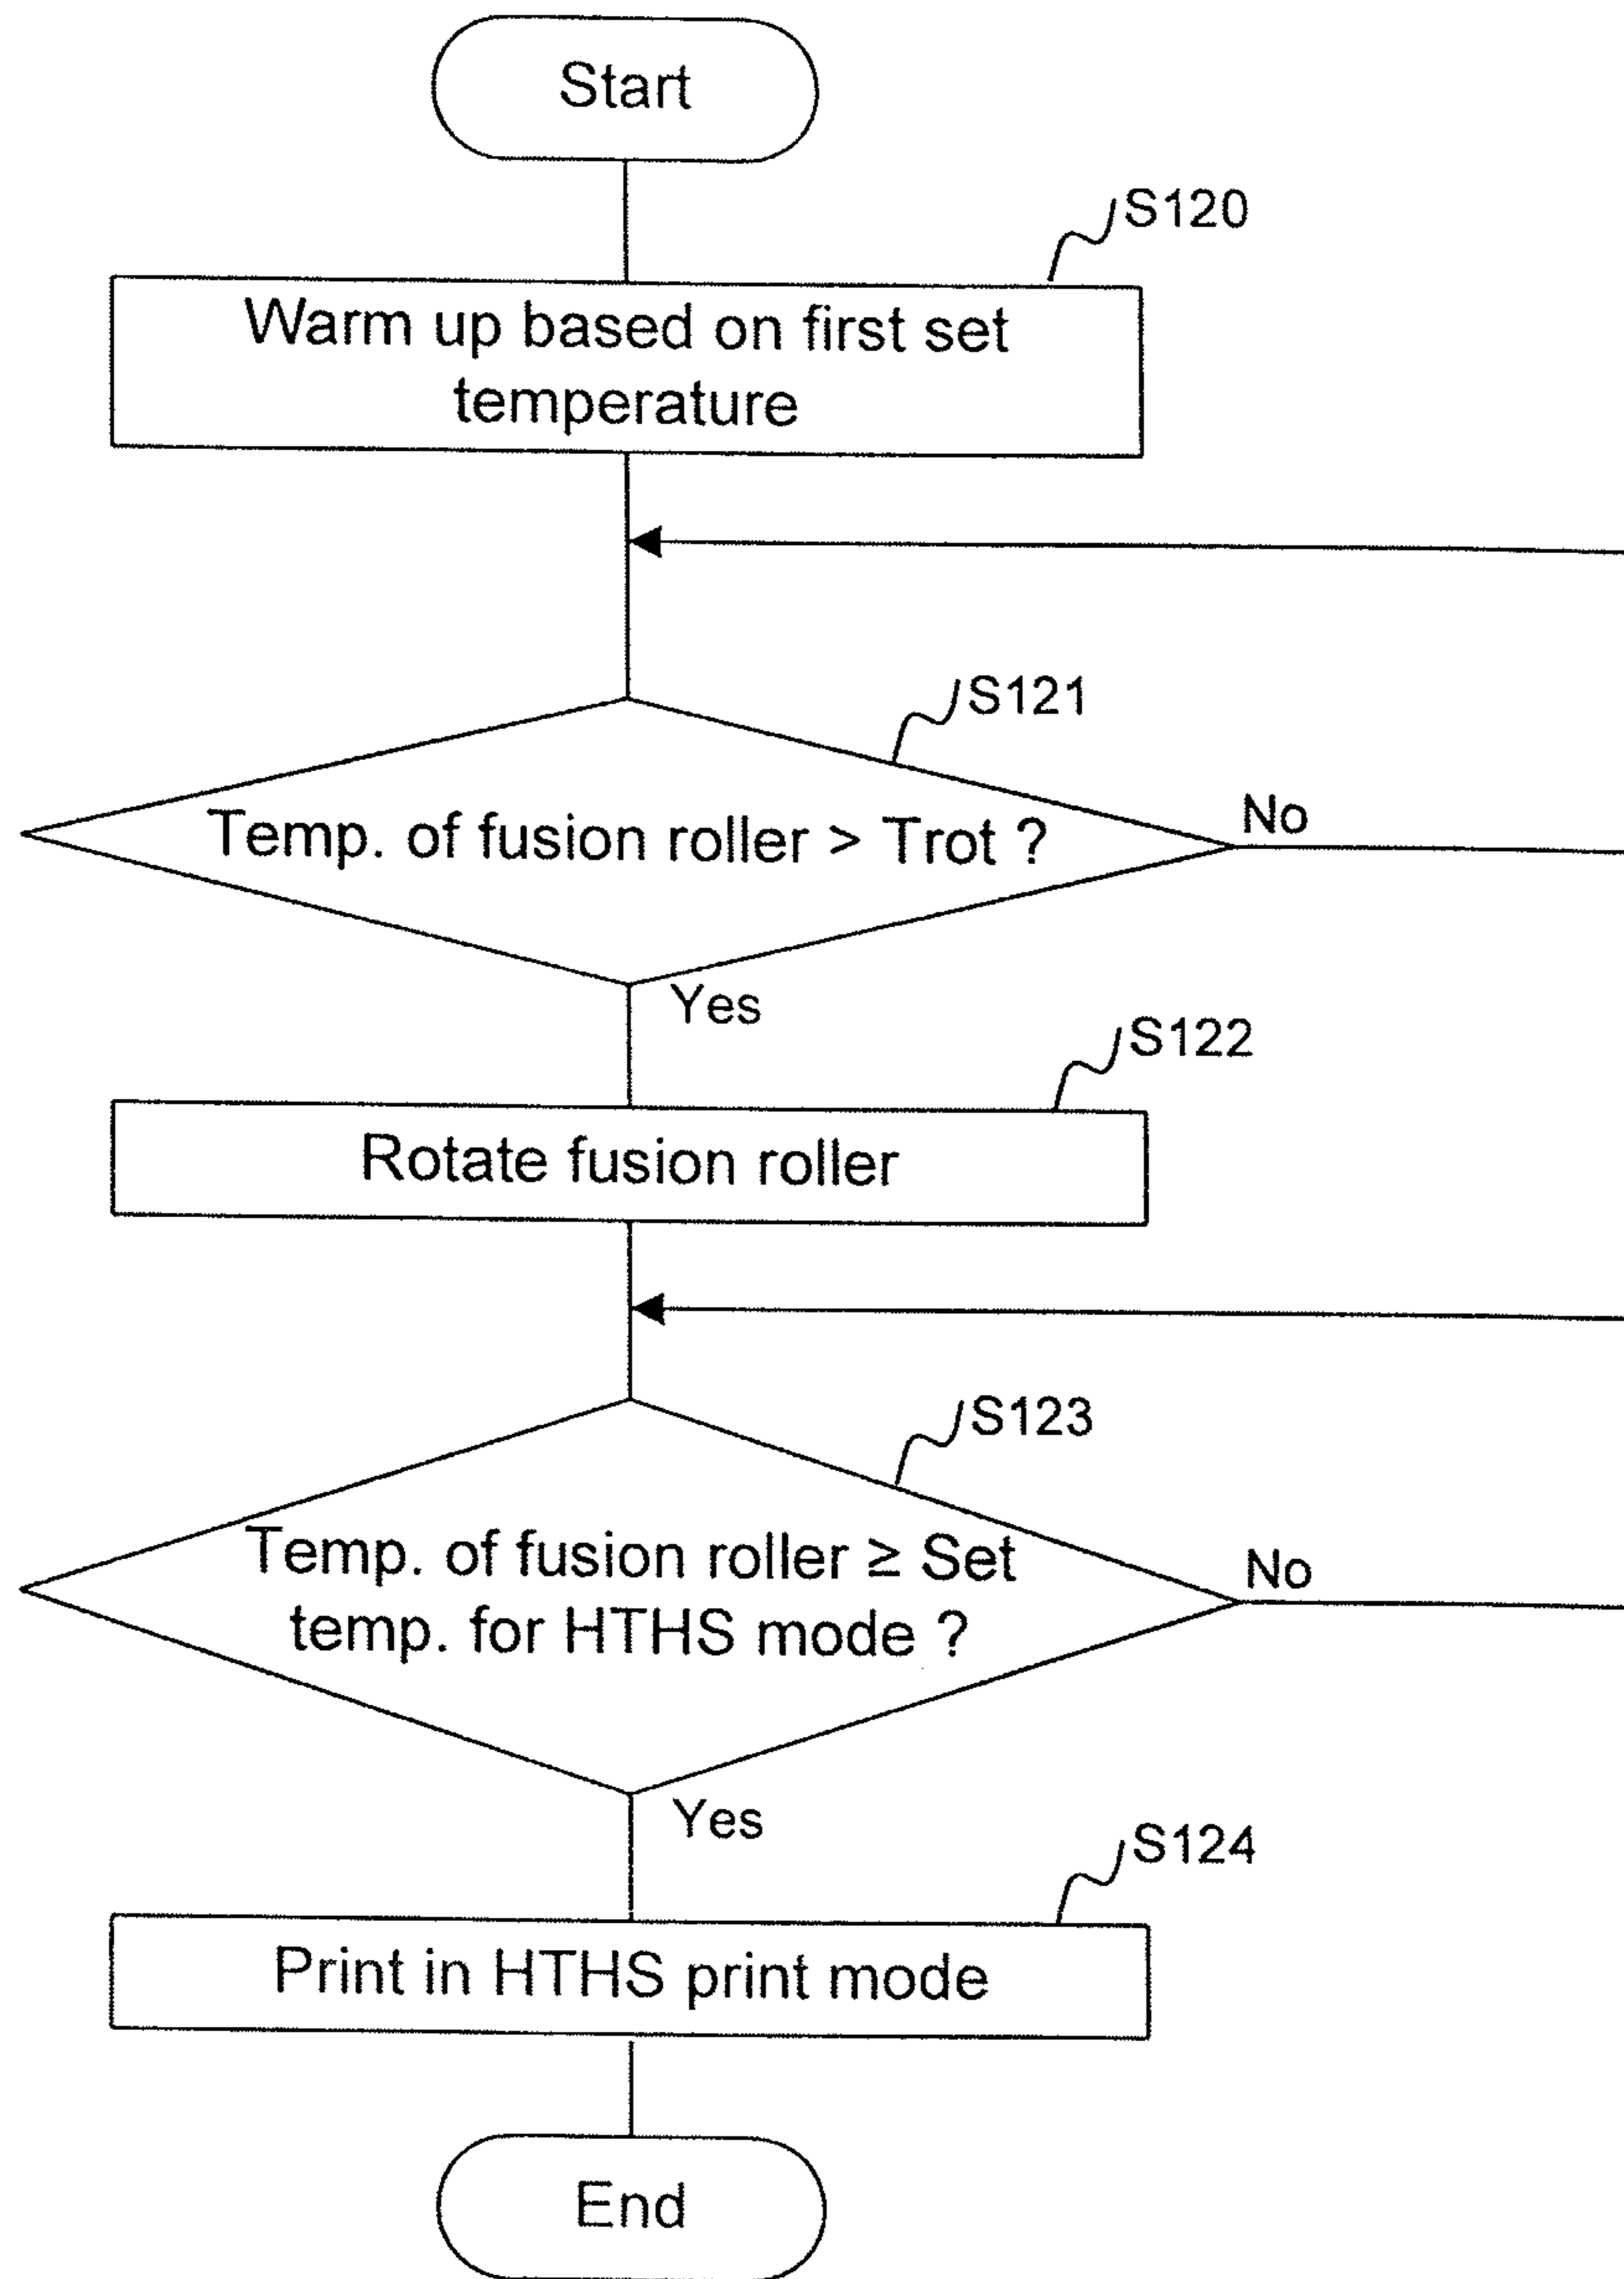 Start
S120
Warm up based on first set
temperature
S121
Temp. of fusion roller > Trot ?
No
Yes
S122
Rotate fusion roller
S123
Temp. of fusion roller ≥ Set
temp. for HTHS mode ?
No
Yes
S124
Print in HTHS print mode
End